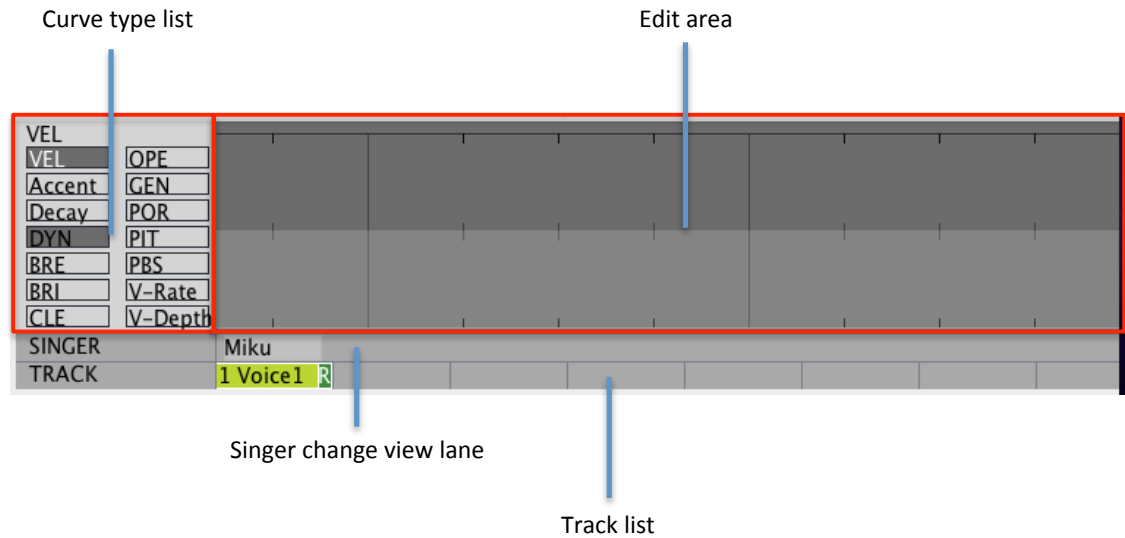 Curve type list
Edit area
VEL
VEL OPE
Accent GEN
Decay POR
DYN PIT
BRE PBS
BRI V-Rate
CLE V-Depth
SINGER Miku
TRACK 1 Voice1 R
Singer change view lane
Track list